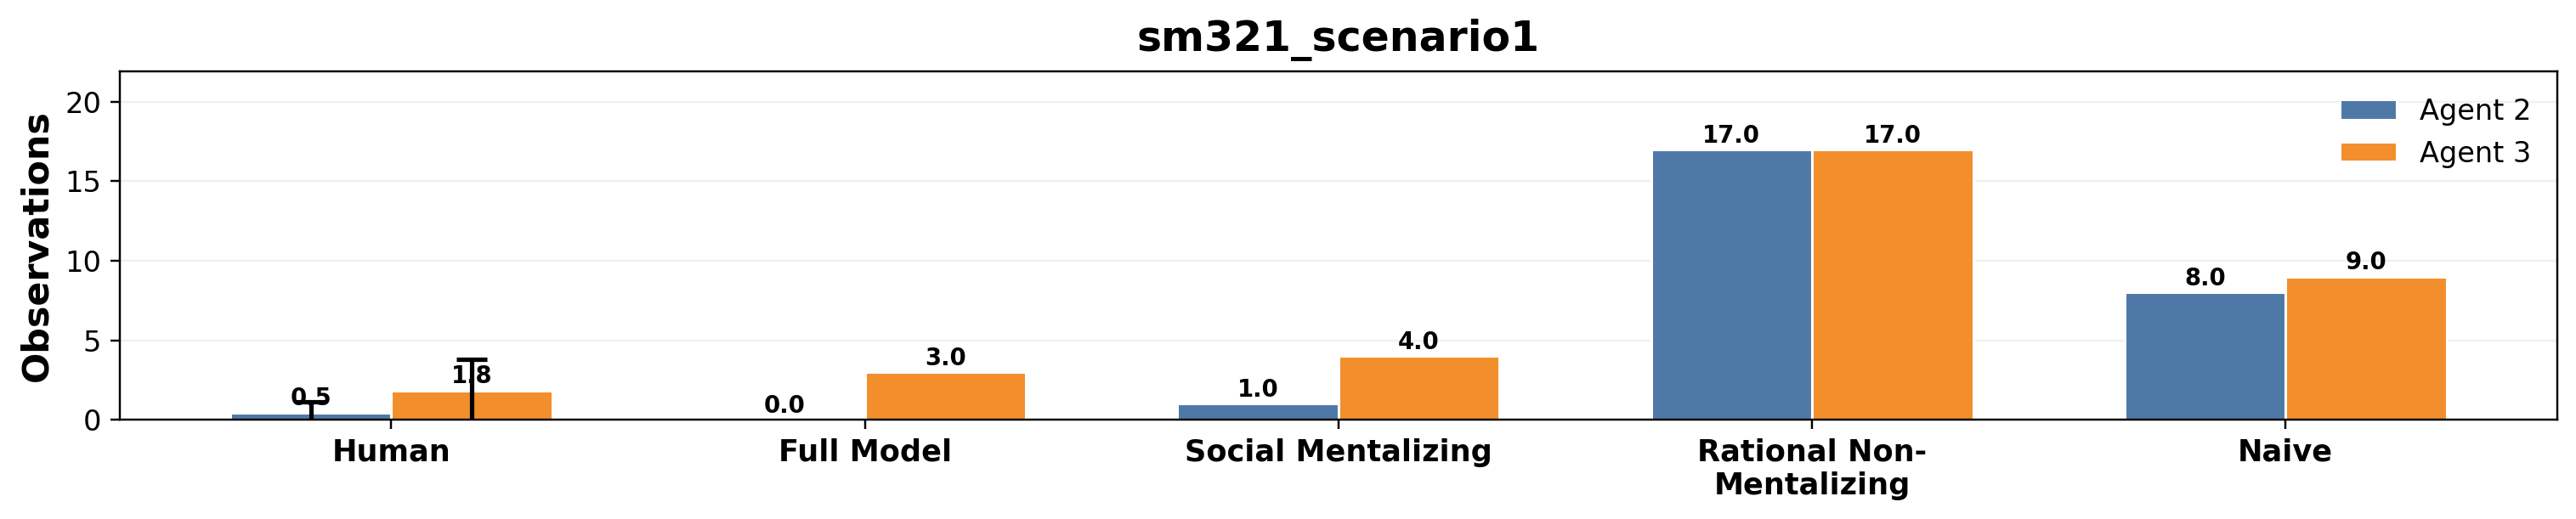 sm321_scenario1
Observations
20
15
10
5
0
Agent 2
Agent 3
0.5
1.8
0.0
3.0
1.0
4.0
17.0
17.0
8.0
9.0
Human
Full Model
Social Mentalizing
Rational Non-
Mentalizing
Naive